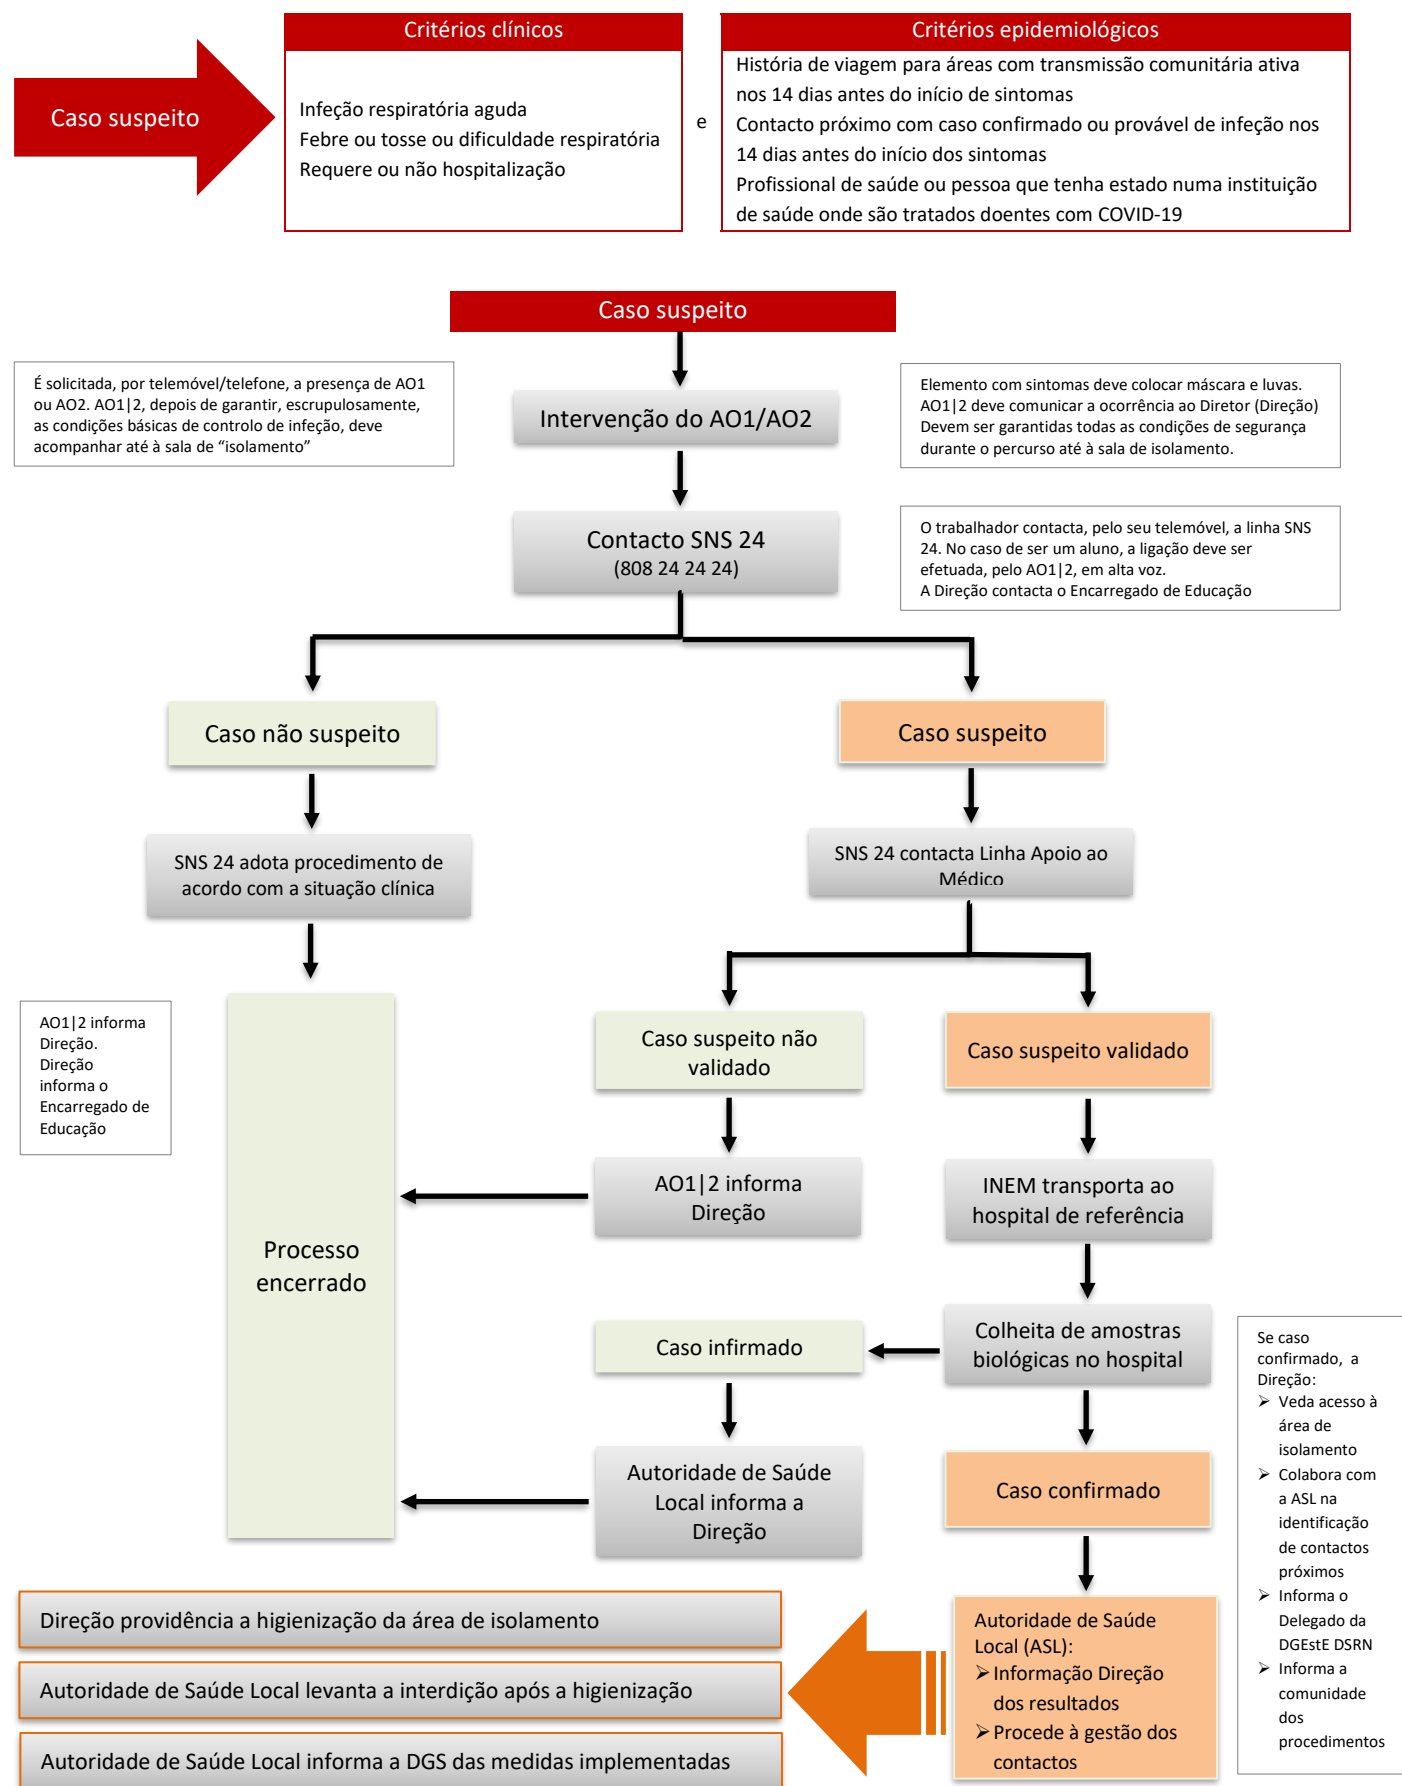 Caso suspeito
Critérios clínicos
Infeção respiratória aguda
Febre ou tosse ou dificuldade respiratória
Requere ou não hospitalização
e
Critérios epidemiológicos
História de viagem para áreas com transmissão comunitária ativa
nos 14 dias antes do início de sintomas
Contacto próximo com caso confirmado ou provável de infeção nos
14 dias antes do início dos sintomas
Profissional de saúde ou pessoa que tenha estado numa instituição
de saúde onde são tratados doentes com COVID-19
Caso suspeito
É solicitada, por telemóvel/telefone, a presença de AO1
ou AO2. AO1|2, depois de garantir, escrupulosamente,
as condições básicas de controlo de infeção, deve
acompanhar até à sala de “isolamento”
Intervenção do AO1/AO2
Elemento com sintomas deve colocar máscara e luvas.
AO1|2 deve comunicar a ocorrência ao Diretor (Direção)
Devem ser garantidas todas as condições de segurança
durante o percurso até à sala de isolamento.
Contacto SNS 24
(808 24 24 24)
O trabalhador contacta, pelo seu telemóvel, a linha SNS
24. No caso de ser um aluno, a ligação deve ser
efetuada, pelo AO1|2, em alta voz.
A Direção contacta o Encarregado de Educação
Caso não suspeito
Caso suspeito
SNS 24 adota procedimento de
acordo com a situação clínica
SNS 24 contacta Linha Apoio ao
Médico
AO1|2 informa
Direção.
Direção
informa o
Encarregado de
Educação
Caso suspeito não
validado
Caso suspeito validado
AO1|2 informa
Direção
INEM transporta ao
hospital de referência
Processo
encerrado
Caso infirmado
Colheita de amostras
biológicas no hospital
Autoridade de Saúde
Local informa a
Direção
Caso confirmado
Se caso
confirmado, a
Direção:
➢ Veda acesso à
área de
isolamento
➢ Colabora com
a ASL na
identificação
de contactos
próximos
➢ Informa o
Delegado da
DGEstE DSRN
➢ Informa a
comunidade
dos
procedimentos
Autoridade de Saúde
Local (ASL):
➢ Informação Direção
dos resultados
➢ Procede à gestão dos
contactos
Direção providência a higienização da área de isolamento
Autoridade de Saúde Local levanta a interdição após a higienização
Autoridade de Saúde Local informa a DGS das medidas implementadas